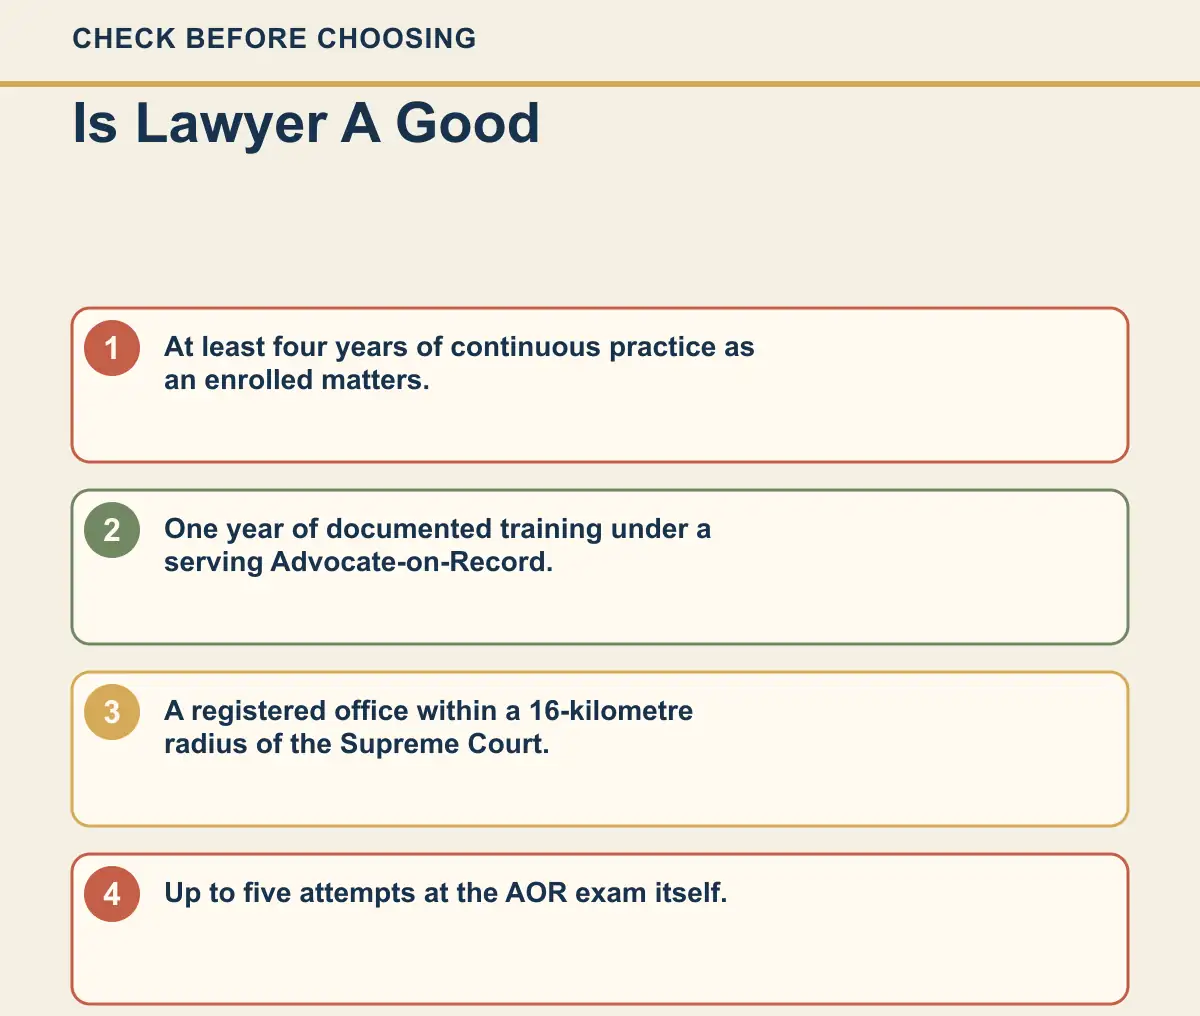 CHECK BEFORE CHOOSING
Is Lawyer A Good
1
At least four years of continuous practice as
an enrolled matters.
2
One year of documented training under a
serving Advocate-on-Record.
3
A registered office within a 16-kilometre
radius of the Supreme Court.
4
Up to five attempts at the AOR exam itself.